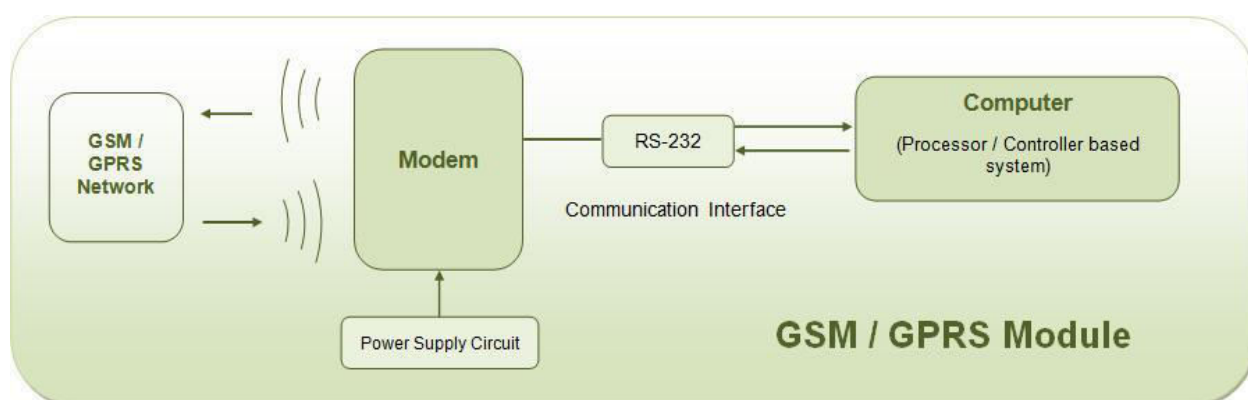 GSM /
GPRS
Network
Modem
RS-232
Computer
(Processor / Controller based
system)
Communication Interface
Power Supply Circuit
GSM / GPRS Module